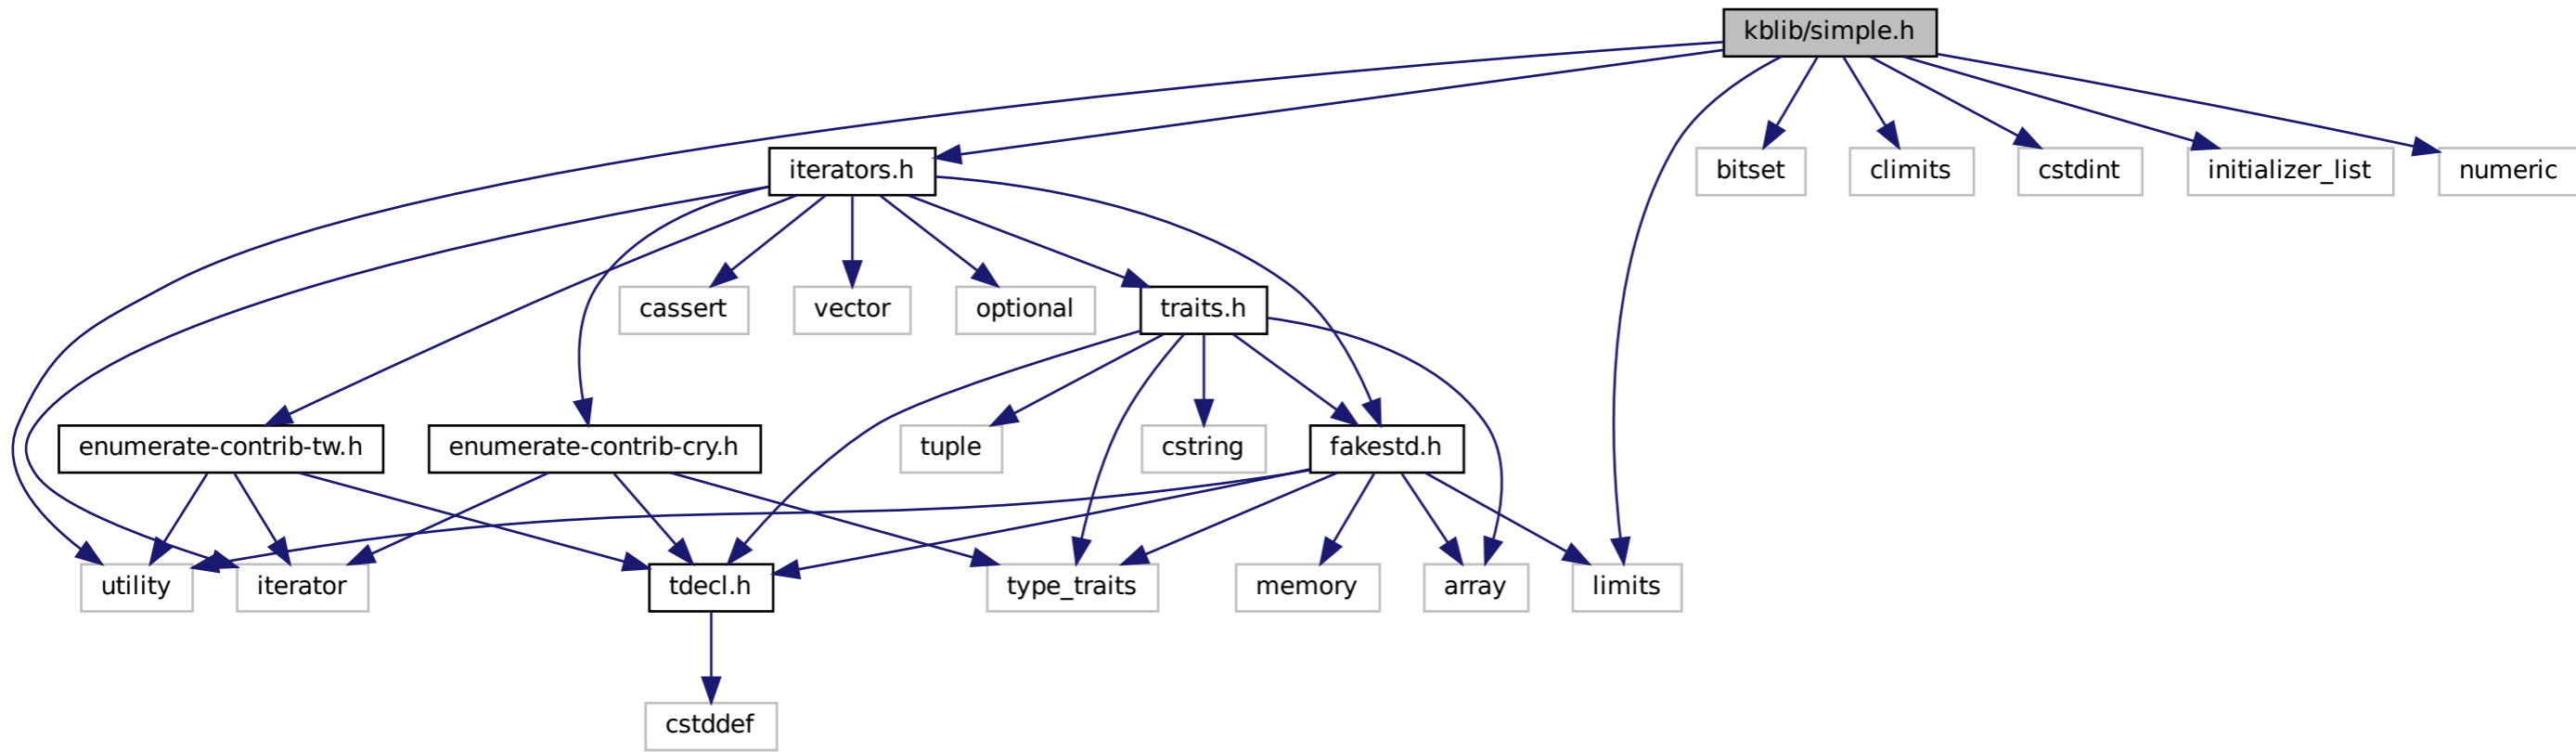 kblib/simple.h
iterators.h
bitset
climits
cstdint
initializer_list
numeric
cassert
vector
optional
traits.h
enumerate-contrib-tw.h
enumerate-contrib-cry.h
tuple
cstring
fakestd.h
utility
iterator
tdecl.h
type_traits
memory
array
limits
cstddef